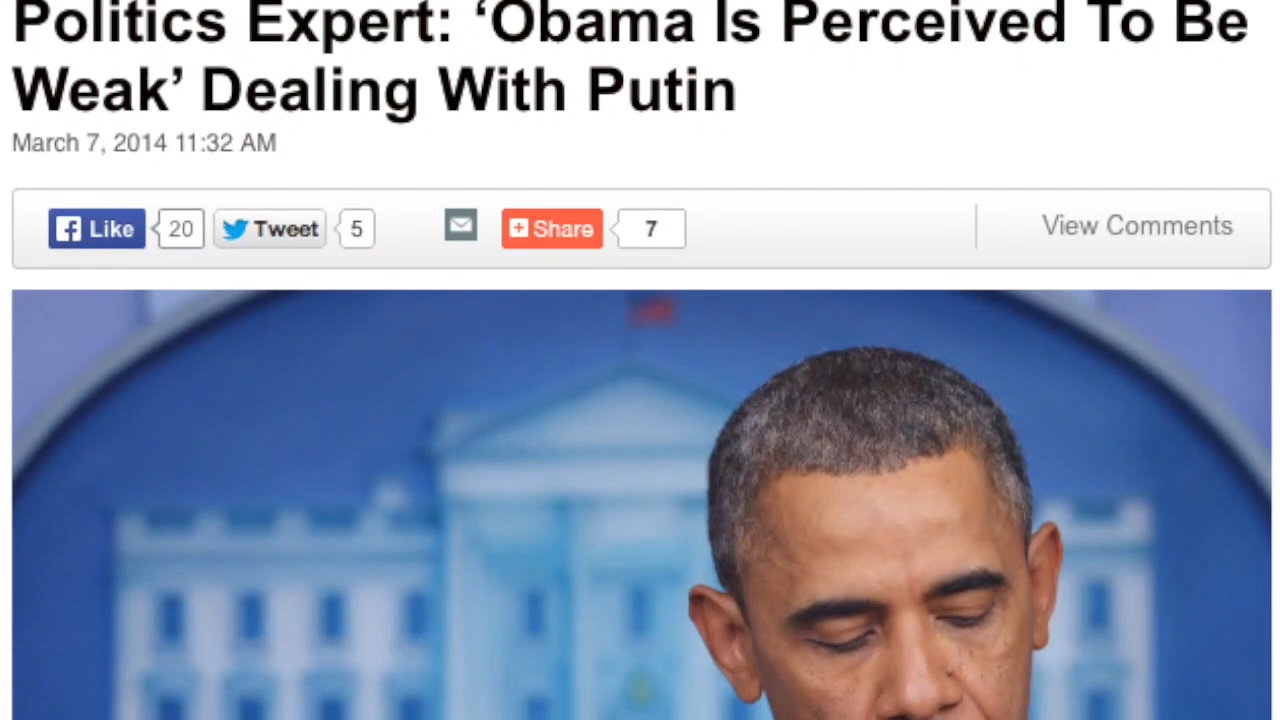 Politics Expert: ‘Obama Is Perceived To Be
Weak’ Dealing With Putin
March 7, 2014 11:32 AM
Like 20 Tweet 5 Share 7 View Comments